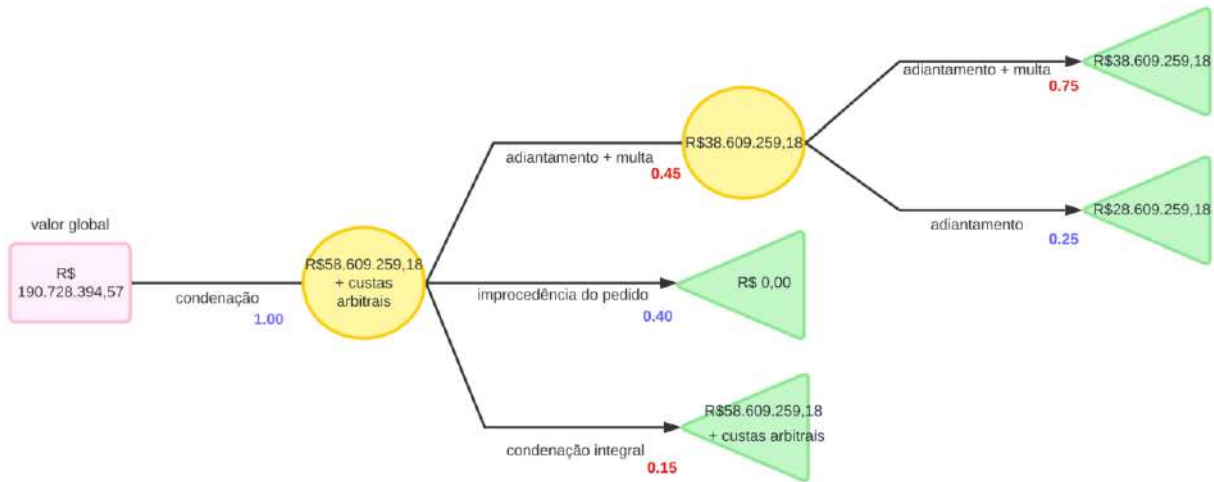 valor global
R$
190.728.394,57
condenação
1.00
R$58.609.259,18
+ custas
arbitrais
adiantamento + multa
0.45
R$38.609.259,18
adiantamento + multa
0.75
R$38.609.259,18
adiantamento
0.25
R$28.609.259,18
improcedência do pedido
0.40
R$ 0,00
condenação integral
0.15
R$58.609.259,18
+ custas arbitrais